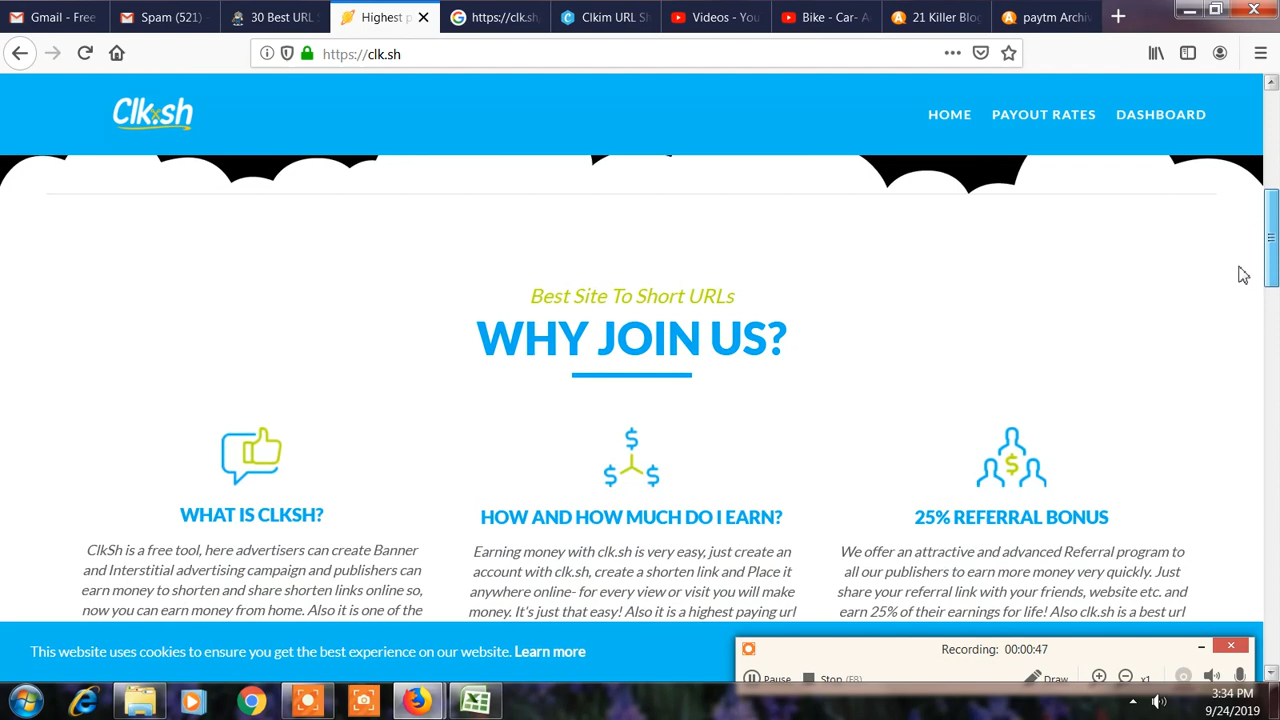 Gmail - Free
Spam (521)
30 Best URL S
Highest p
https://clk.sh
Clkim URL Sh
Videos - You
Bike - Car- A
21 Killer Blog
paytm Archi
https://clk.sh
Clk.sh
HOME
PAYOUT RATES
DASHBOARD
Best Site To Short URLs
WHY JOIN US?
WHAT IS CLKSH?
ClkSh is a free tool, here advertisers can create Banner
and Interstitial advertising campaign and publishers can
earn money to shorten and share shorten links online so,
now you can earn money from home. Also it is one of the
HOW AND HOW MUCH DO I EARN?
Earning money with clk.sh is very easy, just create an
account with clk.sh, create a shorten link and Place it
anywhere online- for every view or visit you will make
money. It's just that easy! Also it is a highest paying url
25% REFERRAL BONUS
We offer an attractive and advanced Referral program to
all our publishers to earn more money very quickly. Just
share your referral link with your friends, website etc. and
earn 25% of their earnings for life! Also clk.sh is a best url
This website uses cookies to ensure you get the best experience on our website. Learn more
Recording: 00:00:47
Pause
Stop (F8)
Draw
x1
3:34 PM
9/24/2019